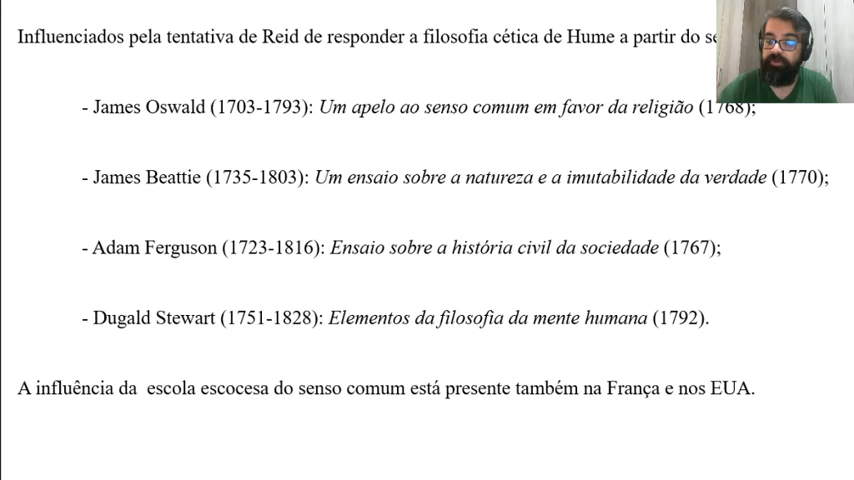 Influenciados pela tentativa de Reid de responder a filosofia cética de Hume a partir do
- James Oswald (1703-1793): Um apelo ao senso comum em favor da religião (1768);
- James Beattie (1735-1803): Um ensaio sobre a natureza e a imutabilidade da verdade (1770);
- Adam Ferguson (1723-1816): Ensaio sobre a história civil da sociedade (1767);
- Dugald Stewart (1751-1828): Elementos da filosofia da mente humana (1792).
A influência da escola escocesa do senso comum está presente também na França e nos EUA.